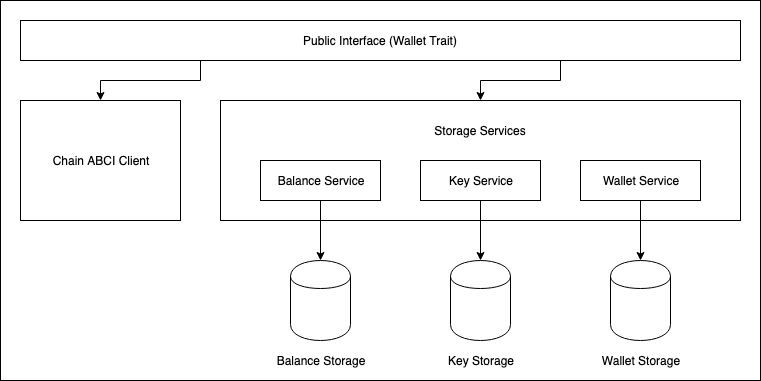 Public Interface (Wallet Trait)
Chain ABCI Client
Storage Services
Balance Service
Key Service
Wallet Service
Balance Storage
Key Storage
Wallet Storage